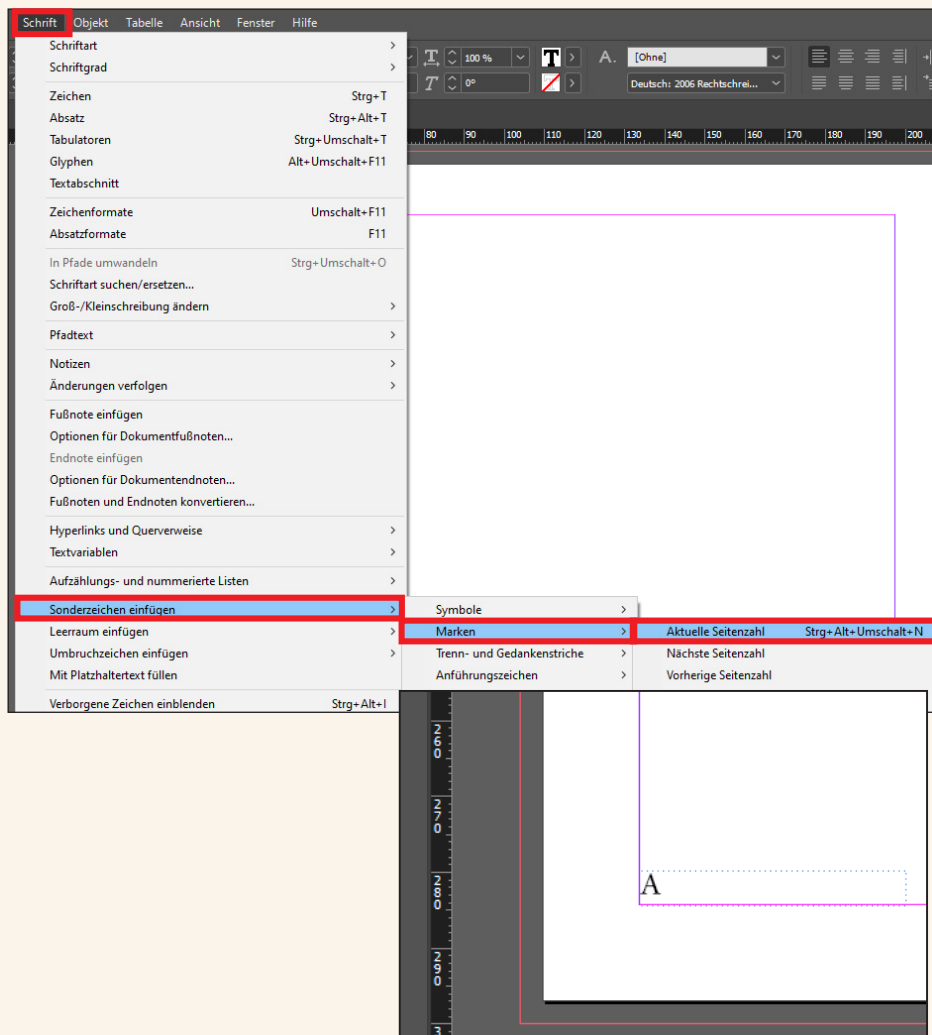 Schrift Objekt Tabelle Ansicht Fenster Hilfe
Schriftart
Schriftgrad
Zeichen Strg+T
Absatz Strg+Alt+T
Tabulatoren Strg+Umschalt+T
Glyphen Alt+Umschalt+F11
Textabschnitt
Zeichenformate Umschalt+F11
Absatzformate F11
In Pfade umwandeln Strg+Umschalt+O
Schriftart suchen/ersetzen...
Groß-/Kleinschreibung ändern
Pfadtext
Notizen
Änderungen verfolgen
Fußnote einfügen
Optionen für Dokumentfußnoten...
Endnote einfügen
Optionen für Dokumentendnoten...
Fußnoten und Endnoten konvertieren...
Hyperlinks und Querverweise
Textvariablen
Aufzählungs- und nummerierte Listen
Sonderzeichen einfügen
Leerraum einfügen
Umbruchzeichen einfügen
Mit Platzhaltertext füllen
Verborgene Zeichen einblenden Strg+Alt+I
T 100 % T A. [Ohne]
T 0° Deutsch: 2006 Rechtschrei...
80 90 100 110 120 130 140 150 160 170 180 190 200
Symbole
Marken
Trenn- und Gedankenstriche
Anführungszeichen
Aktuelle Seitenzahl Strg+Alt+Umschalt+N
Nächste Seitenzahl
Vorherige Seitenzahl
260
270
280
290
3
A